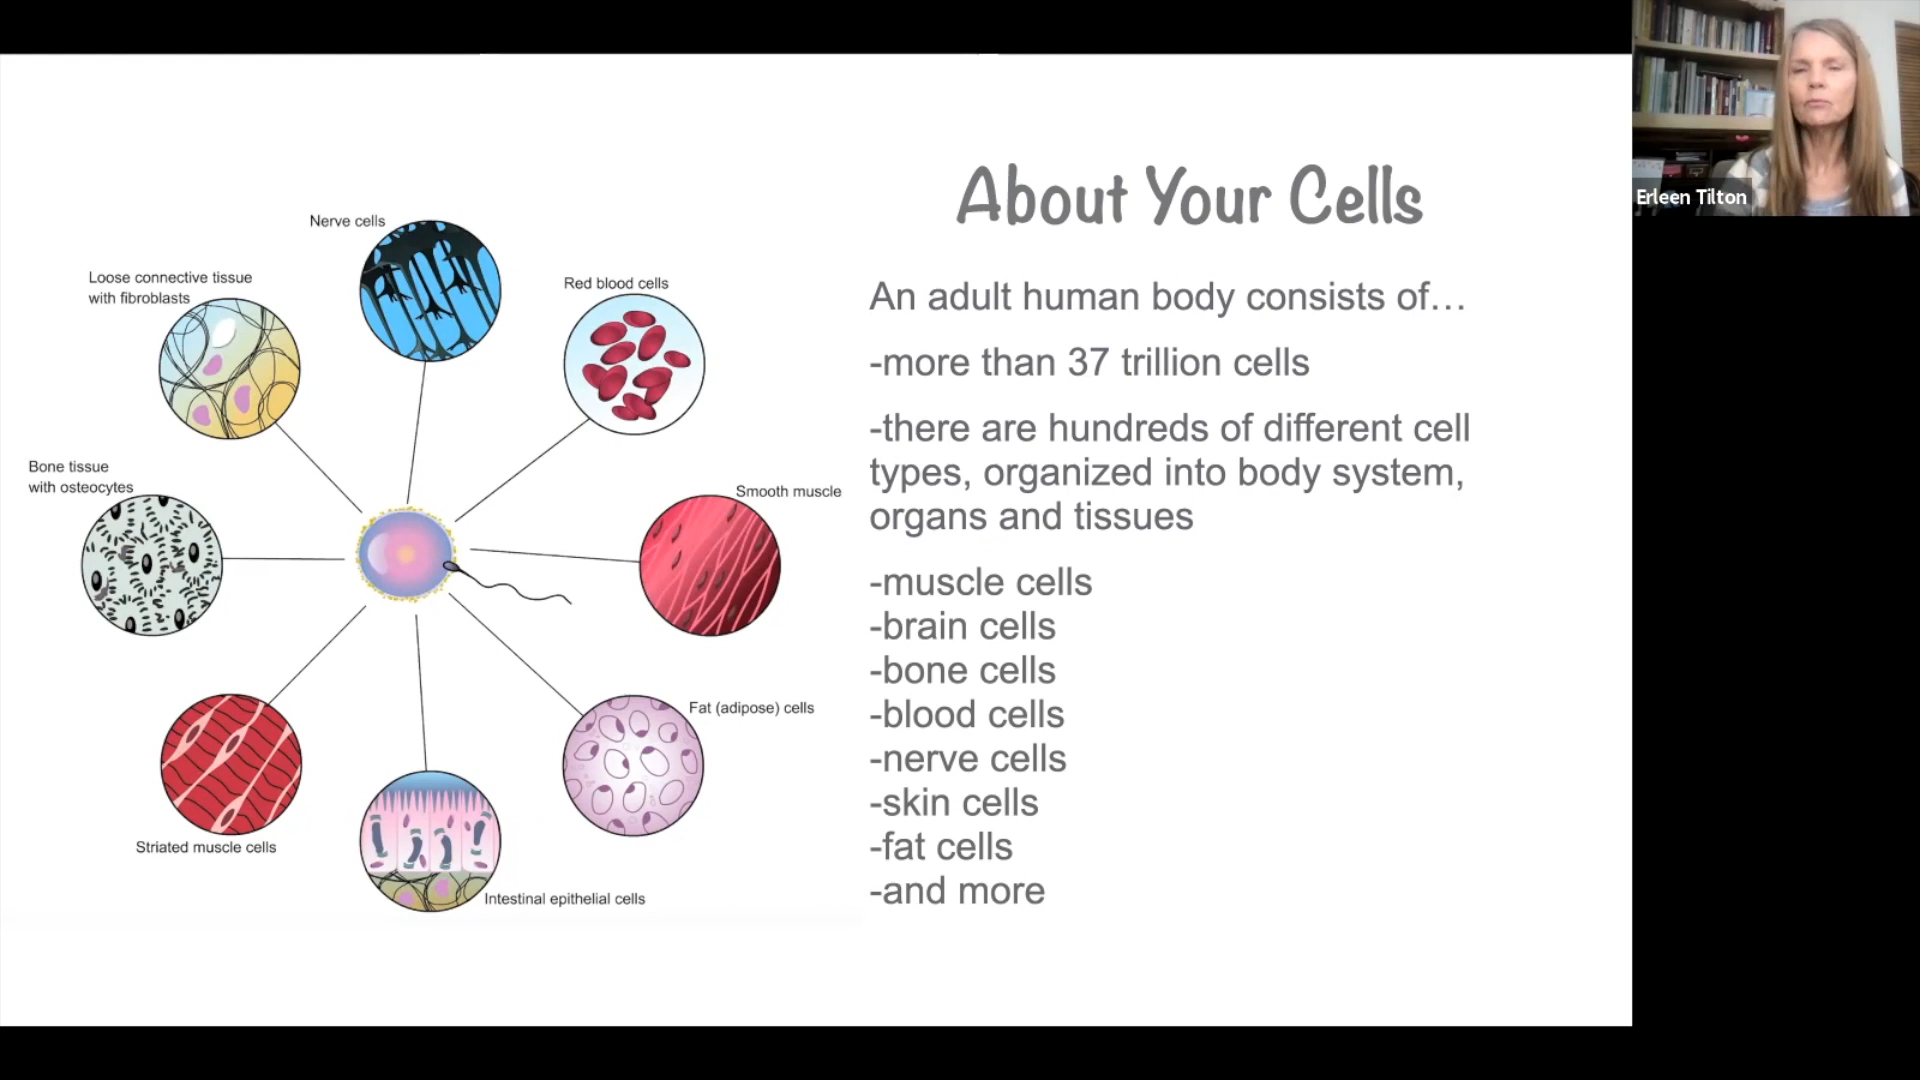 About Your Cells
An adult human body consists of…
-more than 37 trillion cells
-there are hundreds of different cell
types, organized into body system,
organs and tissues
-muscle cells
-brain cells
-bone cells
-blood cells
-nerve cells
-skin cells
-fat cells
-and more
Nerve cells
Loose connective tissue
with fibroblasts
Red blood cells
Bone tissue
with osteocytes
Smooth muscle
Fat (adipose) cells
Striated muscle cells
Intestinal epithelial cells
Erleen Tilton